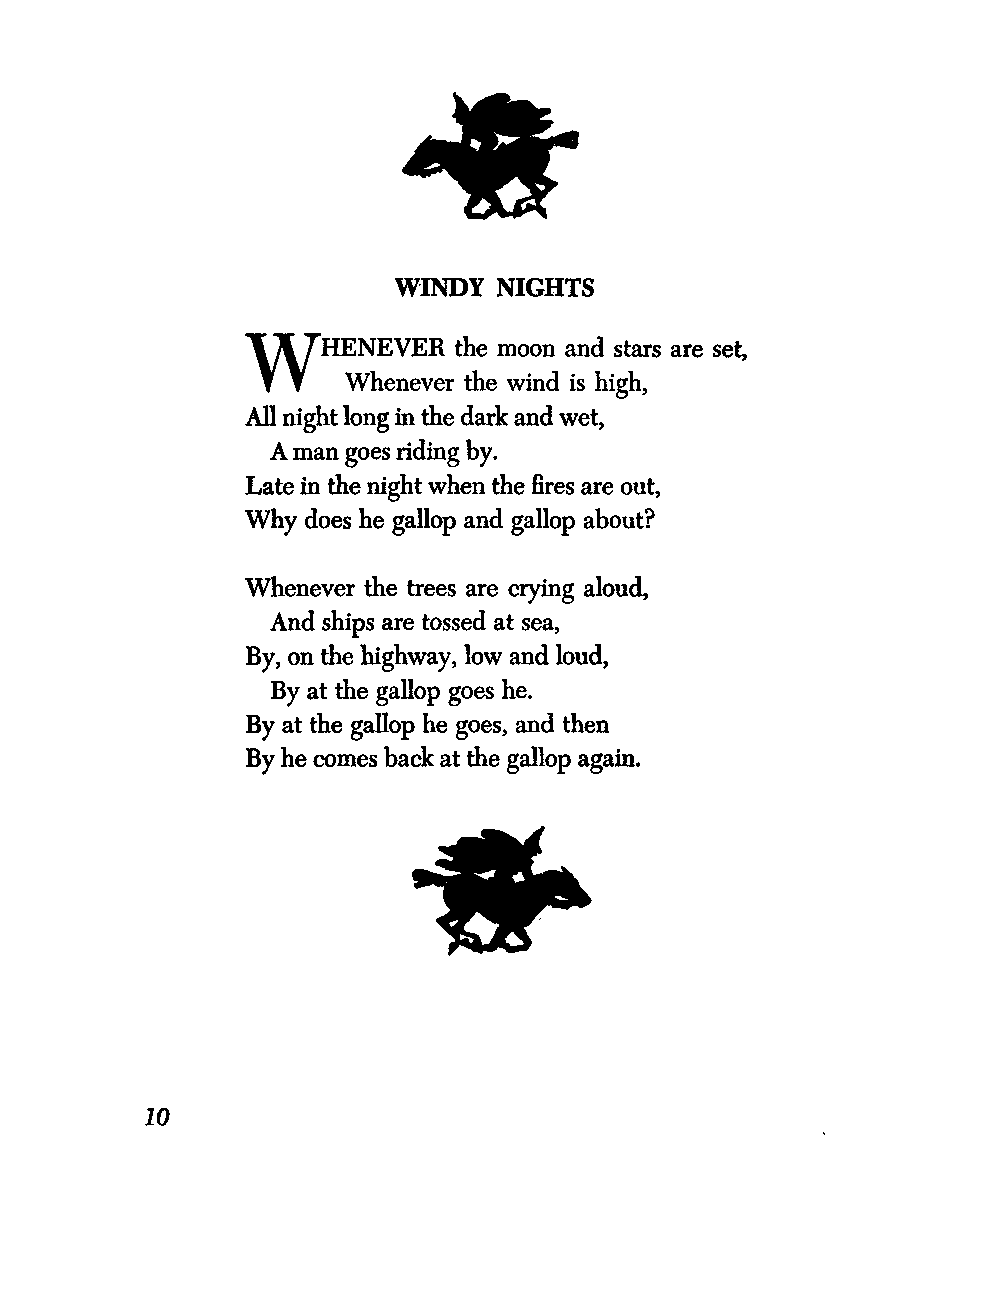 WINDY NIGHTS
WHENEVER the moon and stars are set,
Whenever the wind is high,
All night long in the dark and wet,
A man goes riding by.
Late in the night when the fires are out,
Why does he gallop and gallop about?
Whenever the trees are crying aloud,
And ships are tossed at sea,
By, on the highway, low and loud,
By at the gallop goes he.
By at the gallop he goes, and then
By he comes back at the gallop again.
10